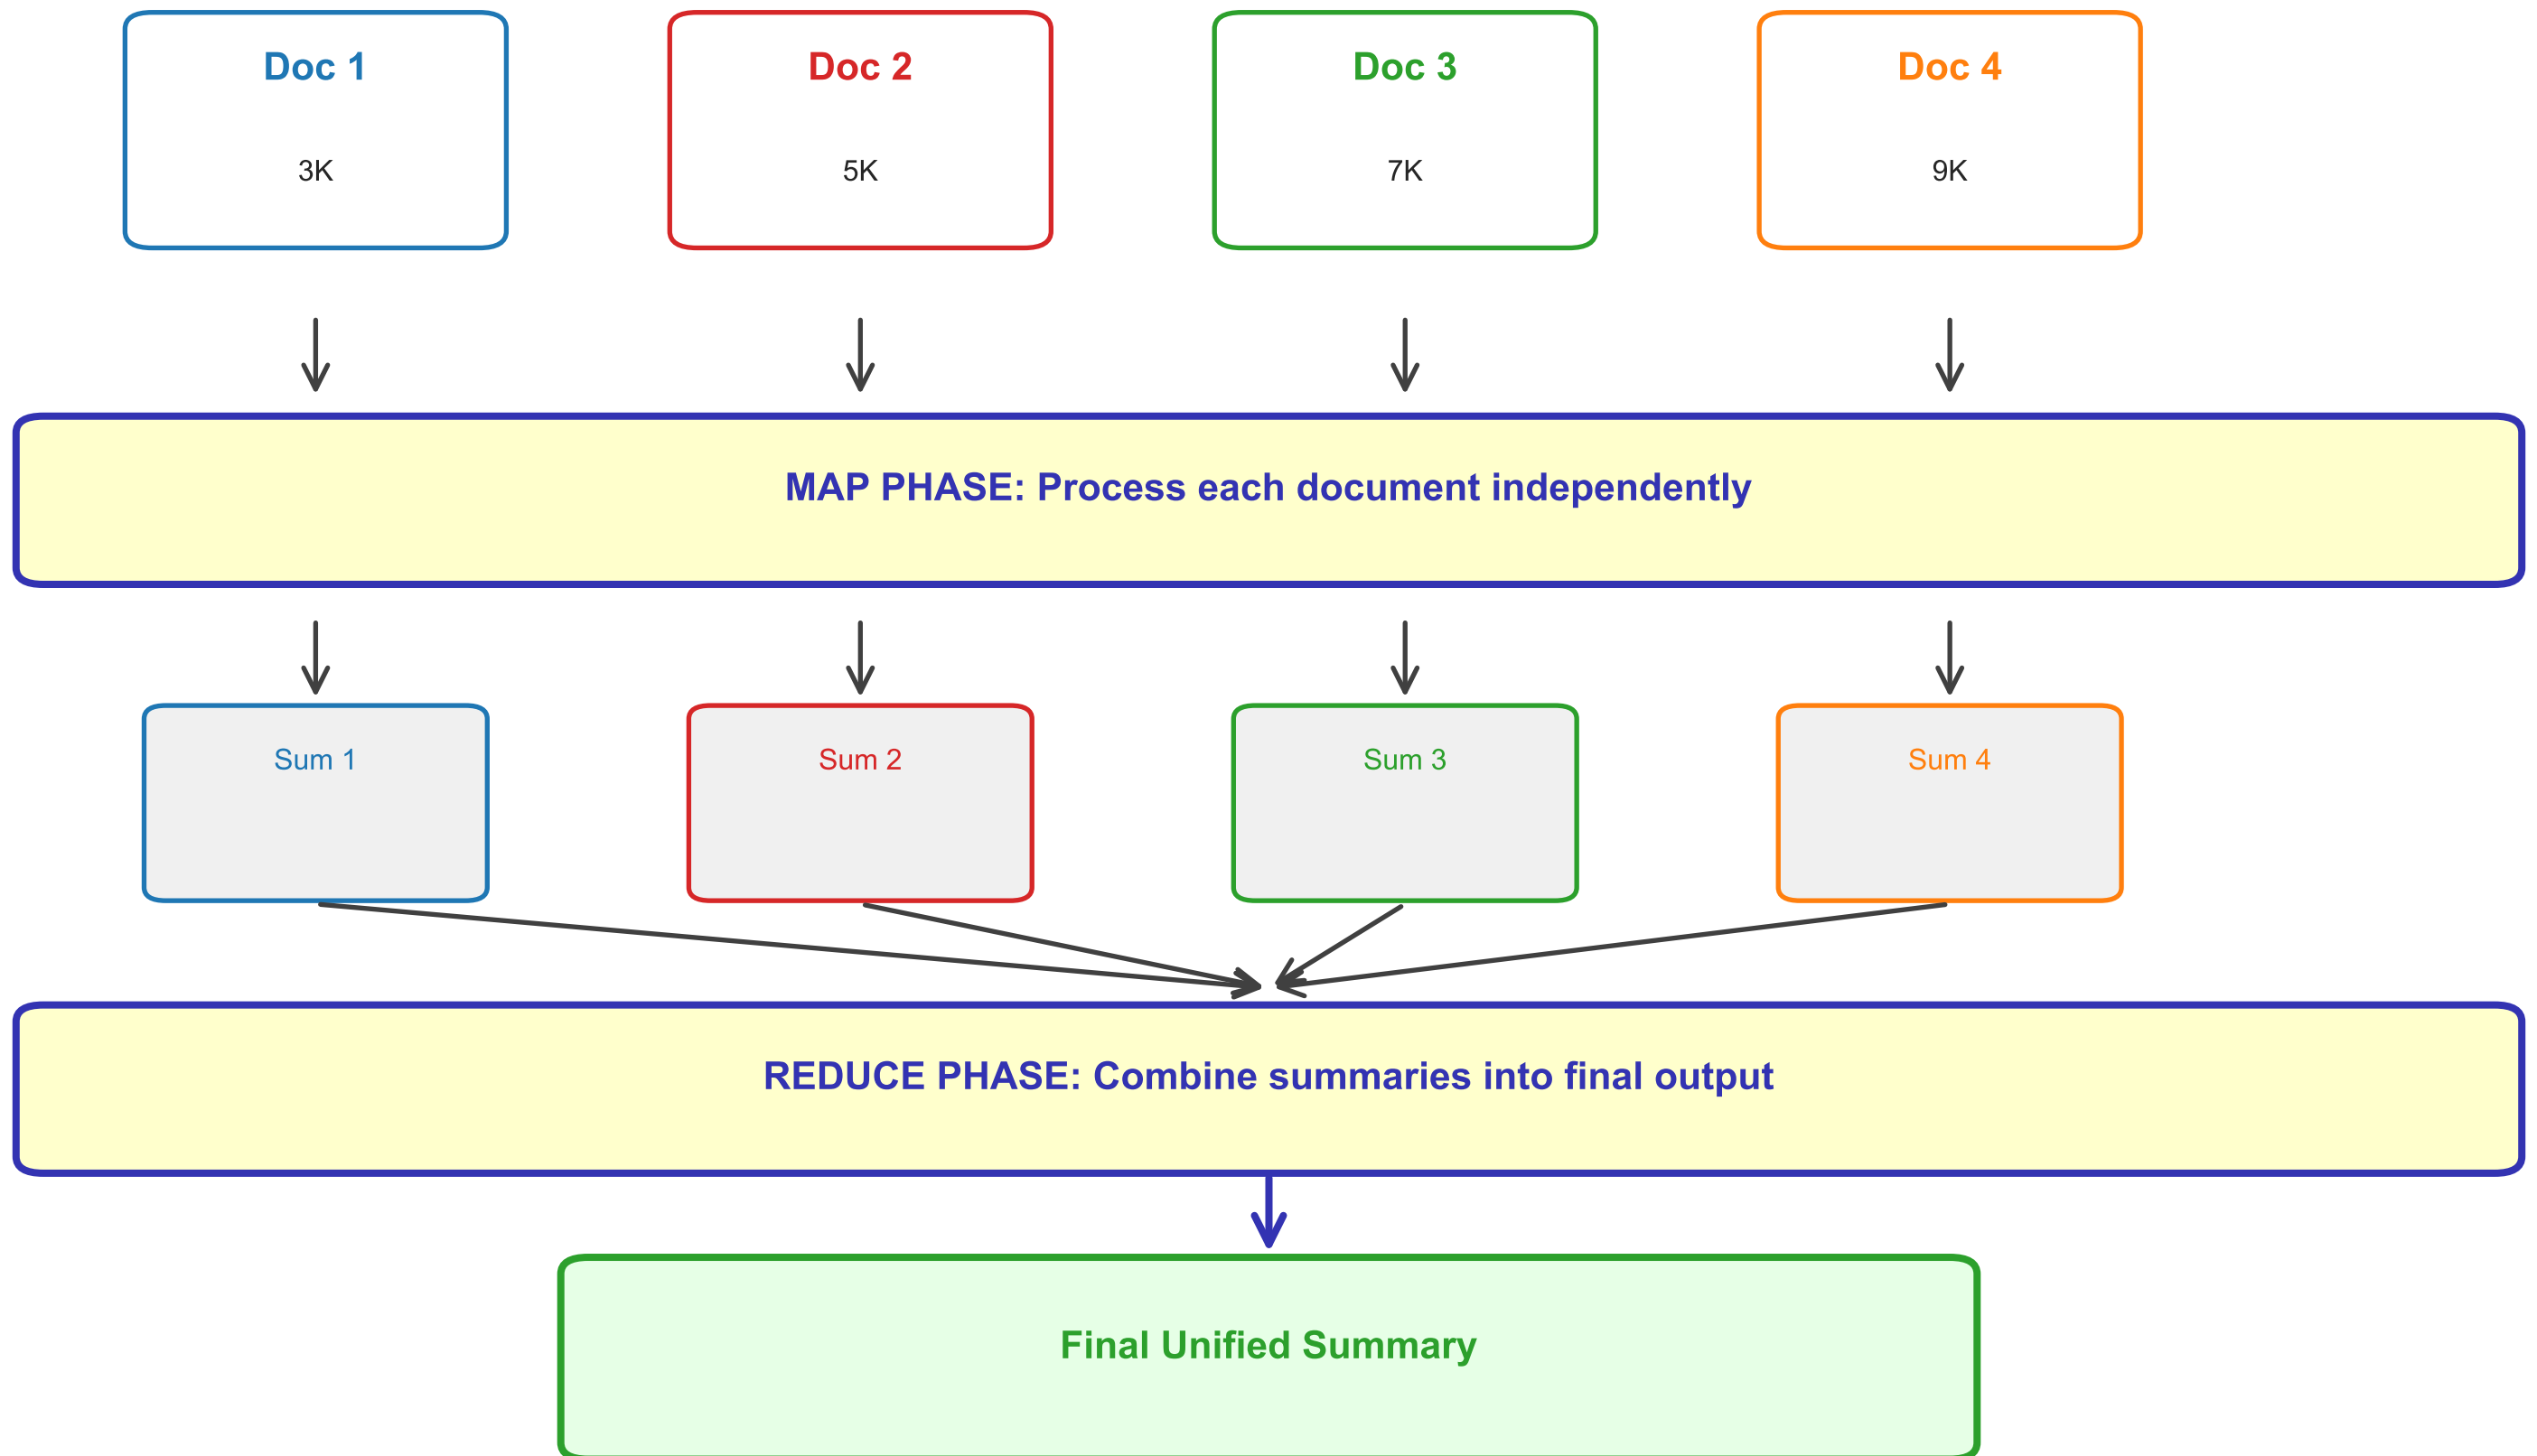 Doc 1
Doc 2
Doc 3
Doc 4
3K
5K
7K
9K
MAP PHASE: Process each document independently
Sum 1
Sum 2
Sum 3
Sum 4
REDUCE PHASE: Combine summaries into final output
Final Unified Summary